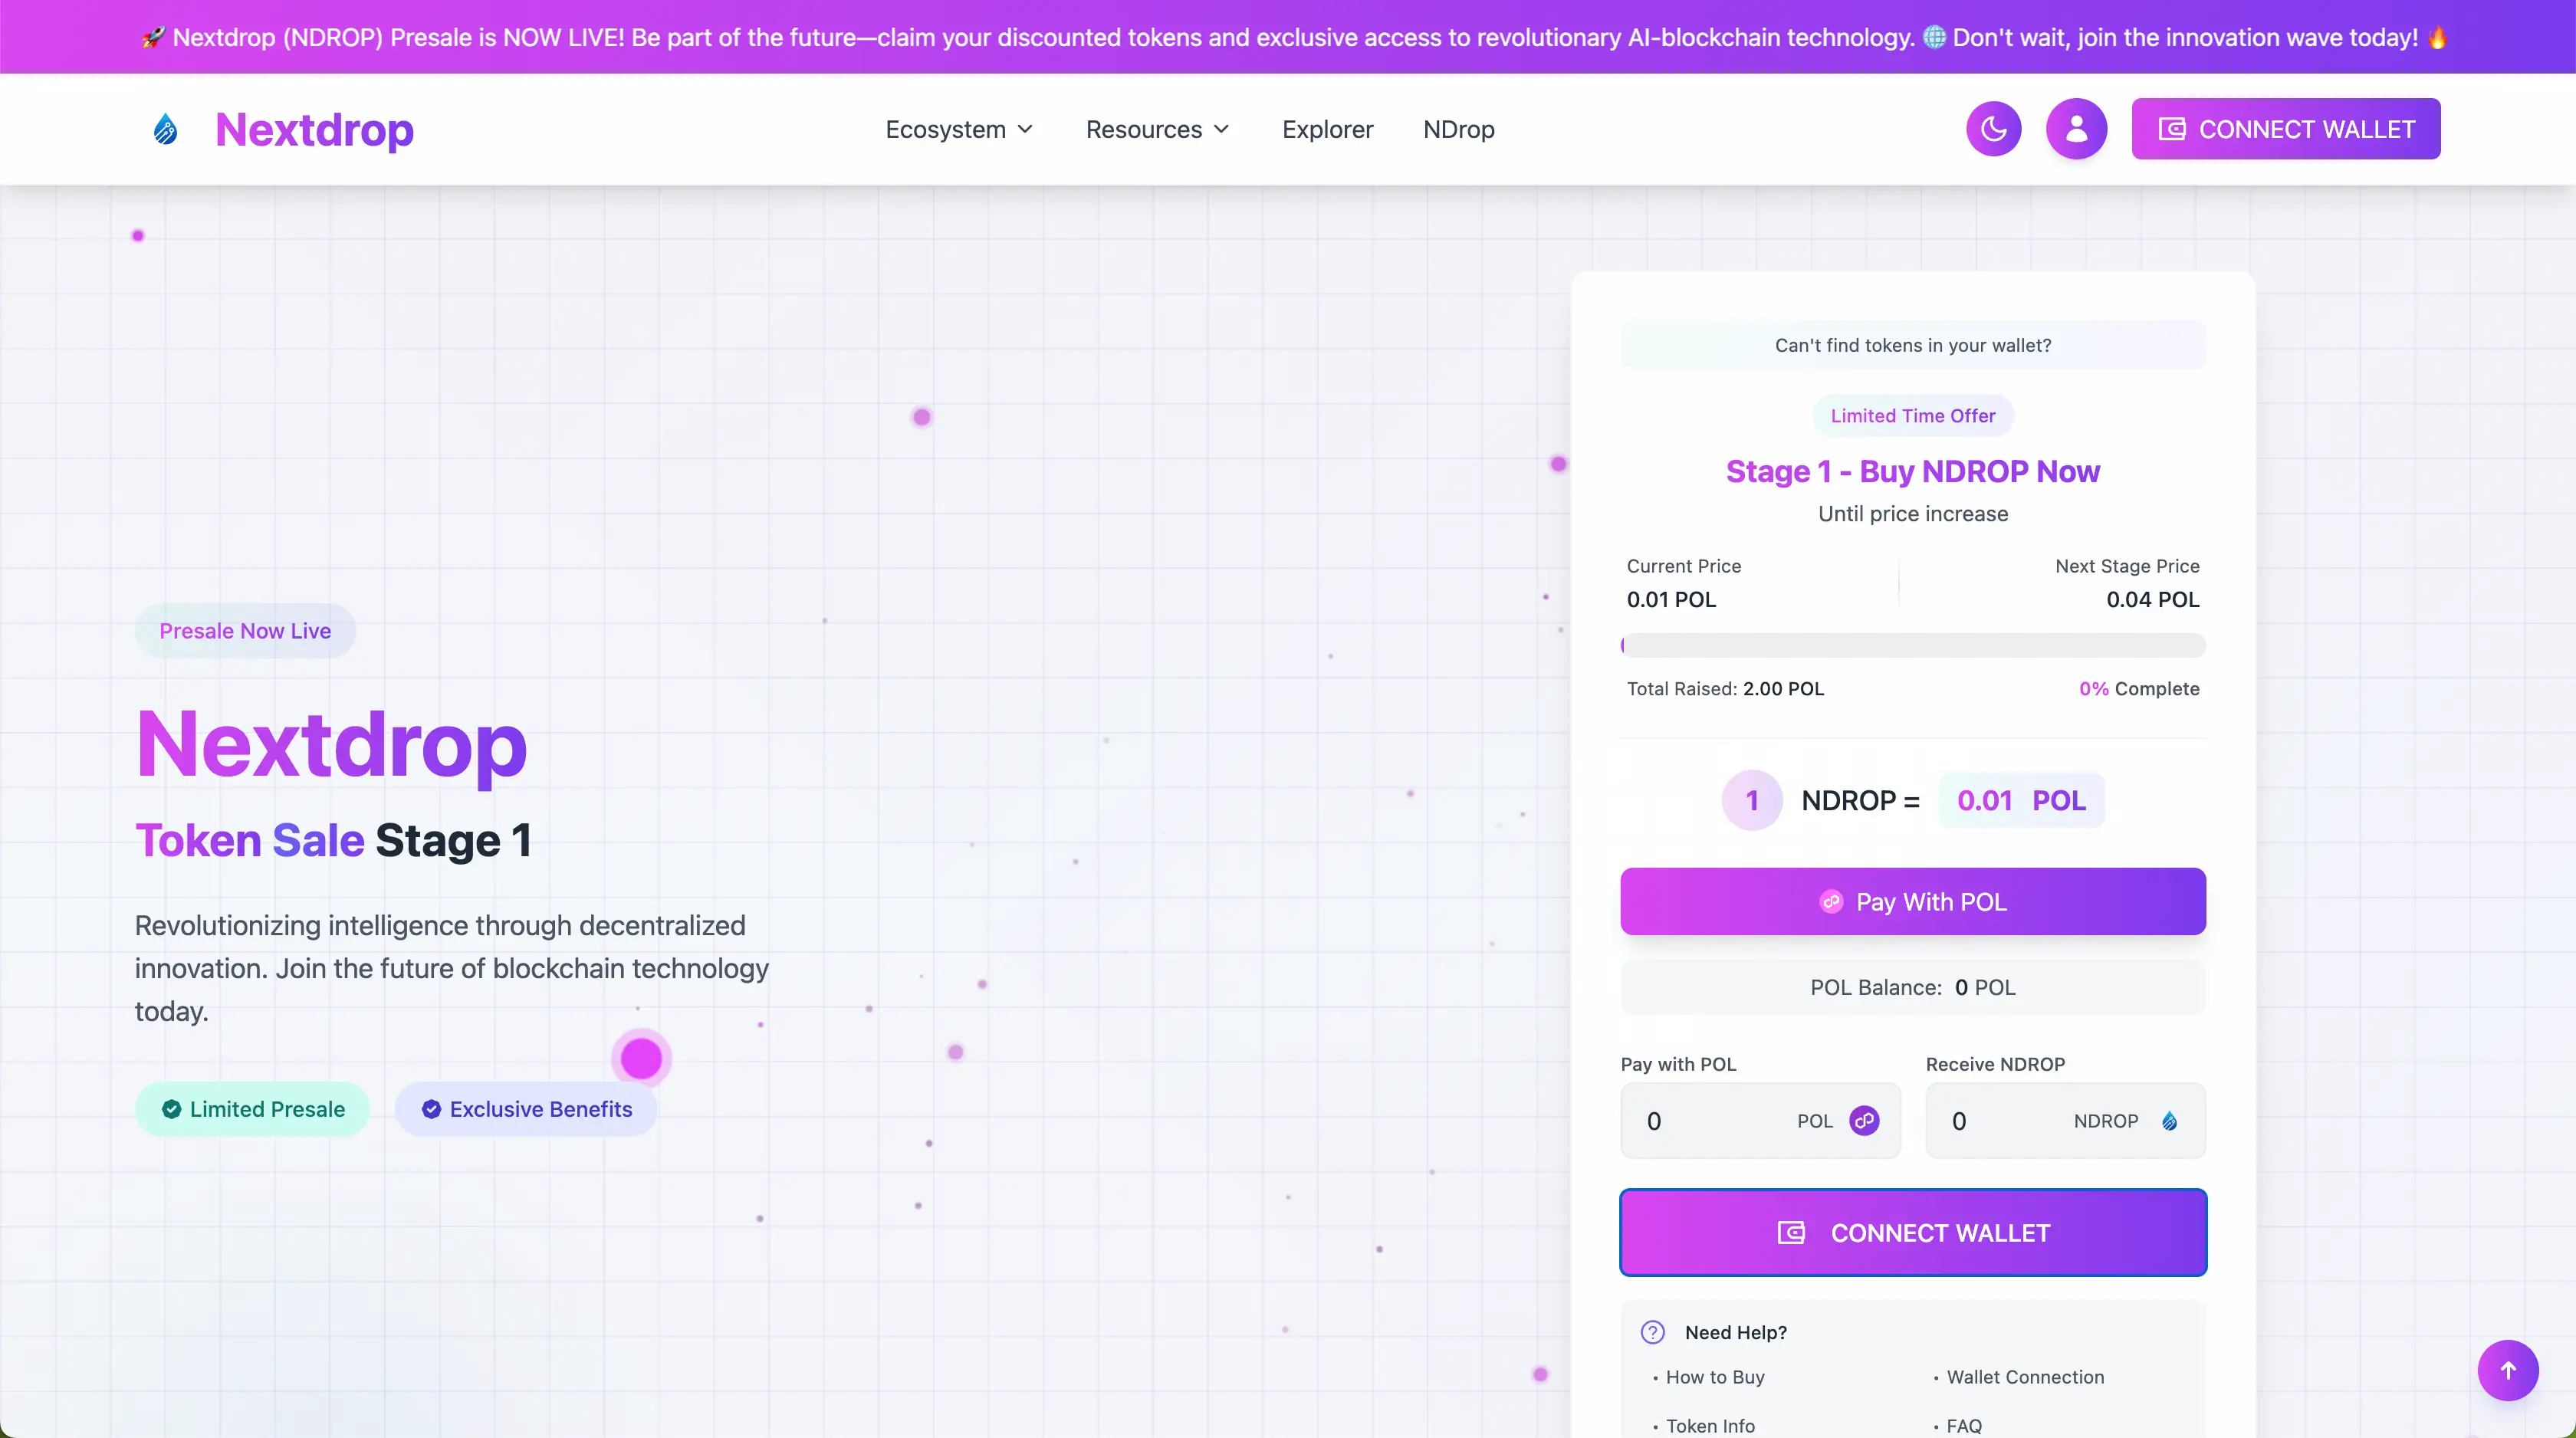 🚀 Nextdrop (NDROP) Presale is NOW LIVE! Be part of the future—claim your discounted tokens and exclusive access to revolutionary AI-blockchain technology. 🌐 Don't wait, join the innovation wave today! 🔥
Nextdrop
Ecosystem
Resources
Explorer
NDrop
CONNECT WALLET
Presale Now Live
Nextdrop
Token Sale Stage 1
Revolutionizing intelligence through decentralized
innovation. Join the future of blockchain technology
today.
Limited Presale
Exclusive Benefits
Can't find tokens in your wallet?
Limited Time Offer
Stage 1 - Buy NDROP Now
Until price increase
Current Price
Next Stage Price
0.01 POL
0.04 POL
Total Raised: 2.00 POL
0% Complete
1 NDROP = 0.01 POL
Pay With POL
POL Balance: 0 POL
Pay with POL
Receive NDROP
0 POL
0 NDROP
CONNECT WALLET
Need Help?
• How to Buy
• Wallet Connection
• Token Info
• FAQ